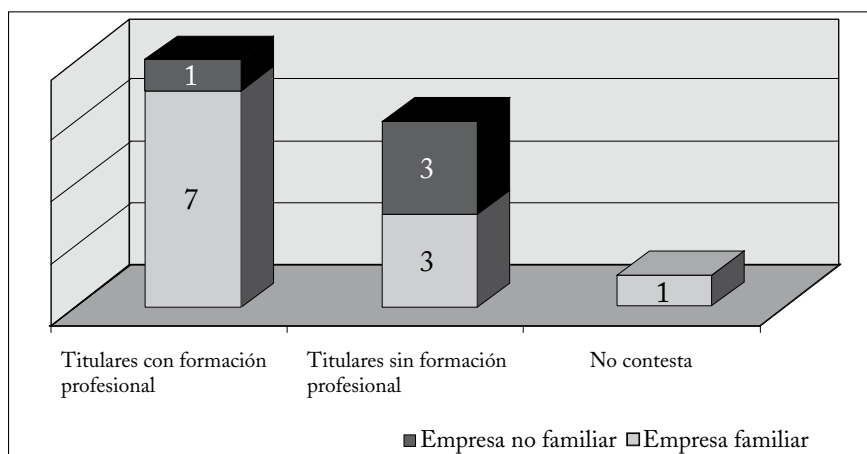 1
7
3
3
1
Titulares con formación
profesional
Titulares sin formación
profesional
No contesta
Empresa no familiar
Empresa familiar